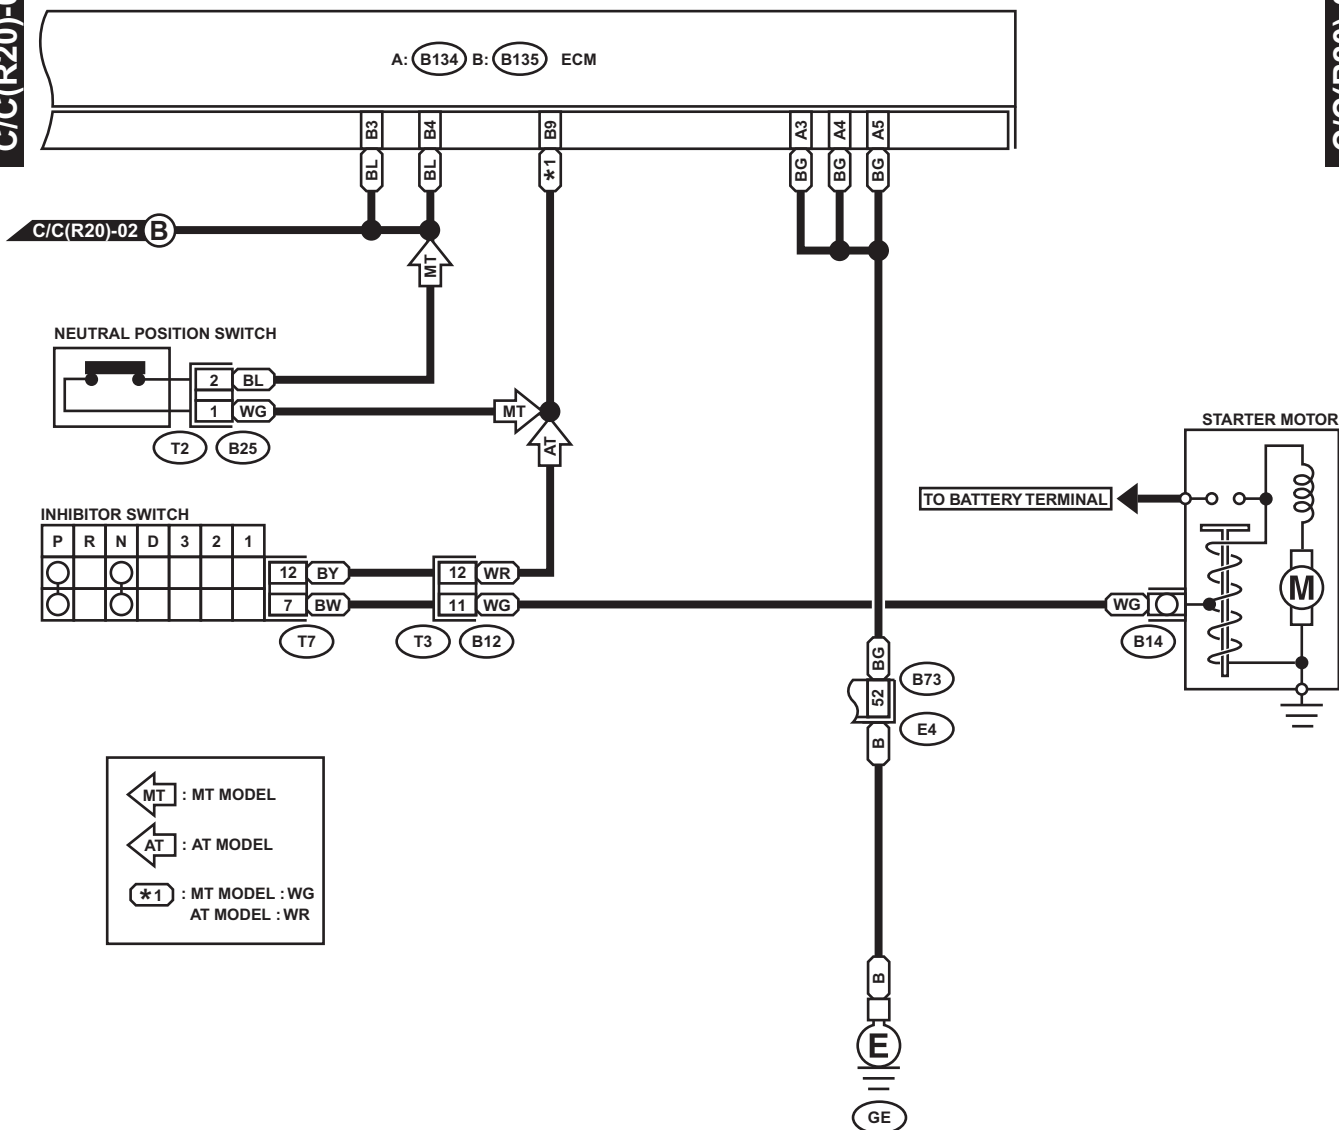 C/C(R20)-
A: B134 B: B135 ECM
B3
B4
B9
A3
A4
A5
BL
BL
*1
BG
BG
BG
C/C(R20)-02 B
MT
NEUTRAL POSITION SWITCH
2 BL
1 WG
MT
T2 B25
AT
STARTER MOTOR
TO BATTERY TERMINAL
INHIBITOR SWITCH
P R N D 3 2 1
12 BY
12 WR
7 BW
11 WG
WG
M
T7
T3
B12
B14
BG
B73
52
E4
B
MT : MT MODEL
AT : AT MODEL
*1 : MT MODEL : WG
AT MODEL : WR
B
E
GE